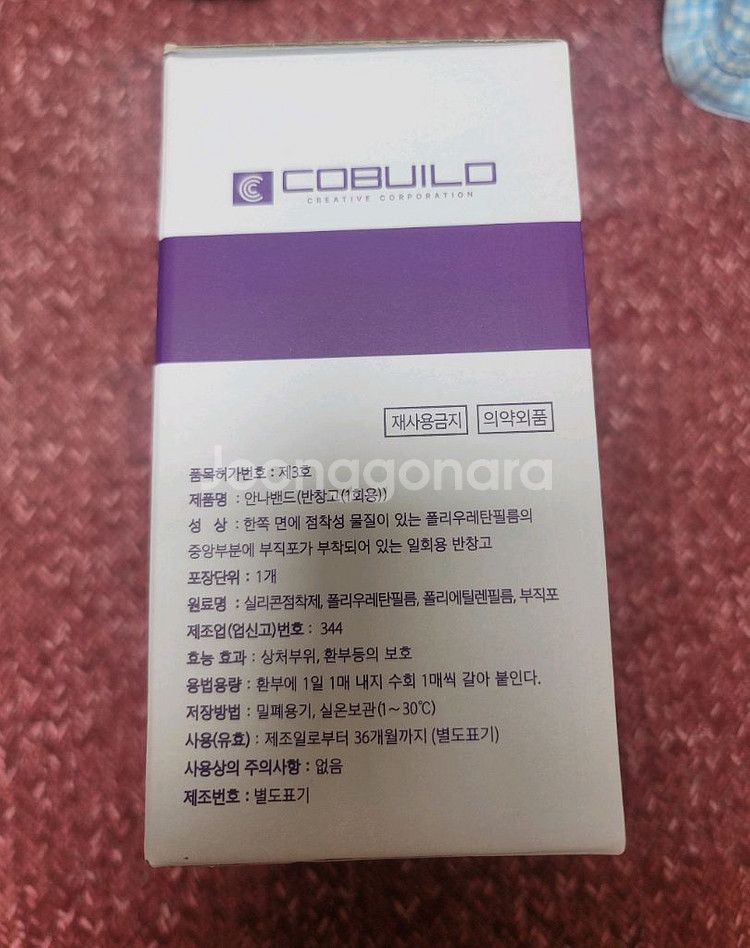 COBUILD
CREATIVE CORPORATION
재사용금지 의약외품
Joonggonara
품목허가번호 : 제3호
제품명 : 안나밴드(반창고(1회용))
성 상 : 한쪽 면에 점착성 물질이 있는 폴리우레탄필름의
중앙부분에 부직포가 부착되어 있는 일회용 반창고
포장단위 : 1개
원료명 : 실리콘점착제, 폴리우레탄필름, 폴리에틸렌필름, 부직포
제조업(업신고)번호 : 344
효능 효과 : 상처부위, 환부등의 보호
용법용량 : 환부에 1일 1매 내지 수회 1매씩 갈아 붙인다.
저장방법 : 밀폐용기, 실온보관(1~30℃)
사용(유효) : 제조일로부터 36개월까지 (별도표기)
사용상의 주의사항 : 없음
제조번호 : 별도표기